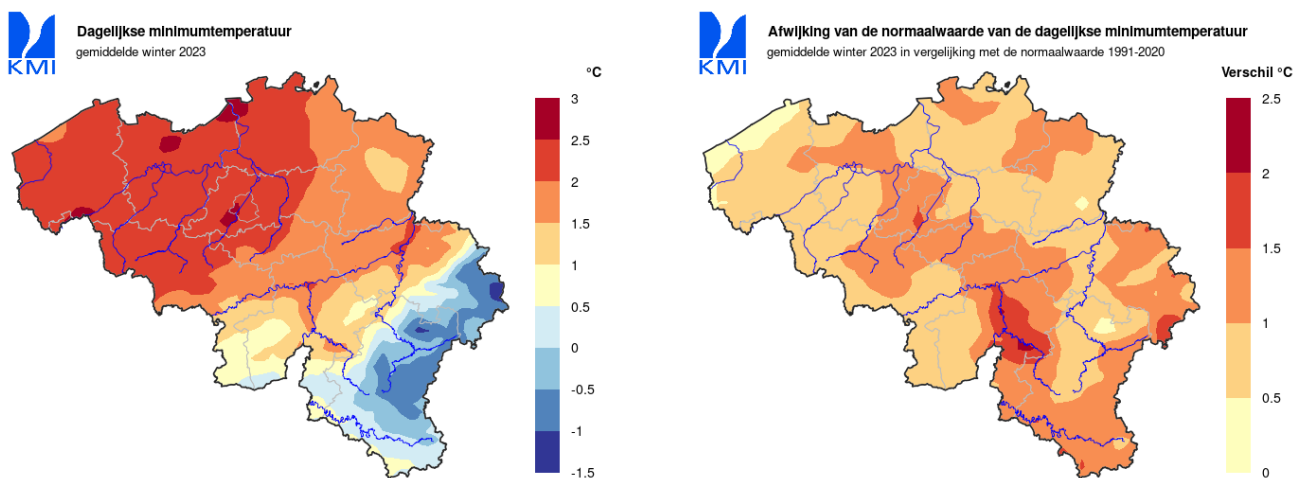 KMI
Dagelijkse minimumtemperatuur
gemiddelde winter 2023
°C
3
2.5
2
1.5
1
0.5
0
-0.5
-1
-1.5
KMI
Afwijking van de normaalwaarde van de dagelijkse minimumtemperatuur
gemiddelde winter 2023 in vergelijking met de normaalwaarde 1991-2020
Verschil °C
2.5
2
1.5
1
0.5
0